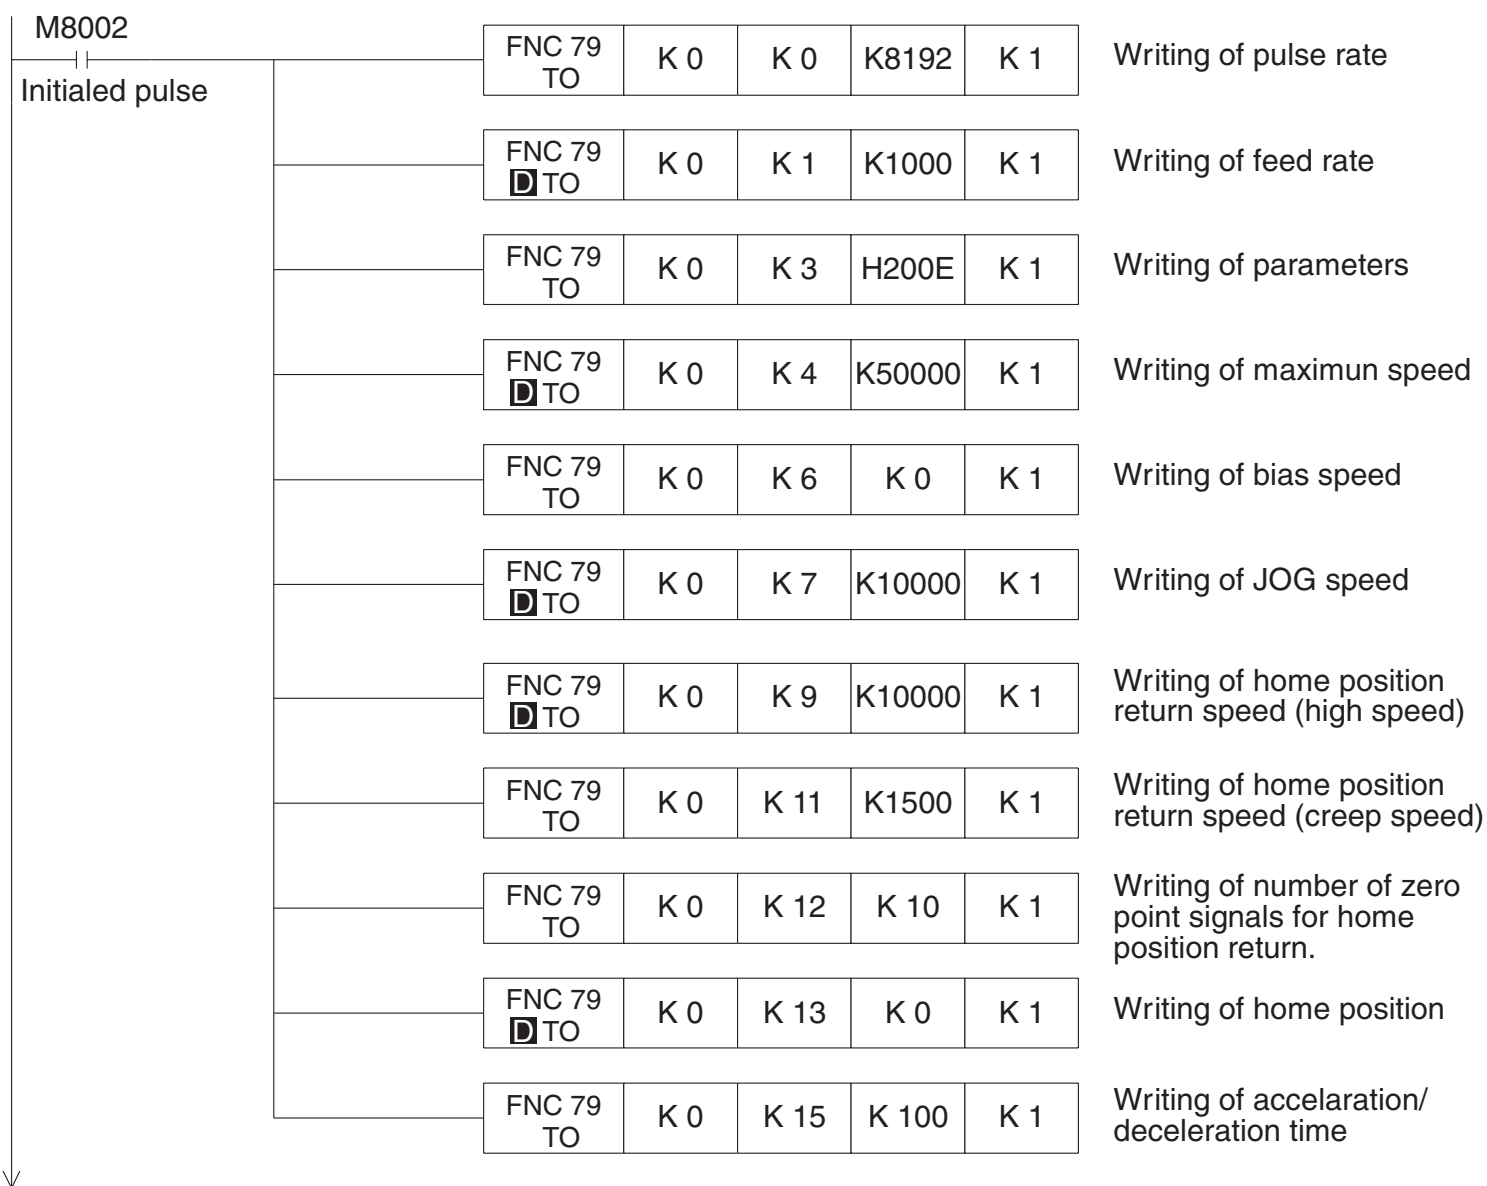 M8002
Initialed pulse
FNC 79 TO K 0 K 0 K8192 K 1 Writing of pulse rate
FNC 79 D TO K 0 K 1 K1000 K 1 Writing of feed rate
FNC 79 TO K 0 K 3 H200E K 1 Writing of parameters
FNC 79 D TO K 0 K 4 K50000 K 1 Writing of maximun speed
FNC 79 TO K 0 K 6 K 0 K 1 Writing of bias speed
FNC 79 D TO K 0 K 7 K10000 K 1 Writing of JOG speed
FNC 79 D TO K 0 K 9 K10000 K 1 Writing of home position
return speed (high speed)
FNC 79 TO K 0 K 11 K1500 K 1 Writing of home position
return speed (creep speed)
FNC 79 TO K 0 K 12 K 10 K 1 Writing of number of zero
point signals for home
position return.
FNC 79 D TO K 0 K 13 K 0 K 1 Writing of home position
FNC 79 TO K 0 K 15 K 100 K 1 Writing of accelaration/
deceleration time